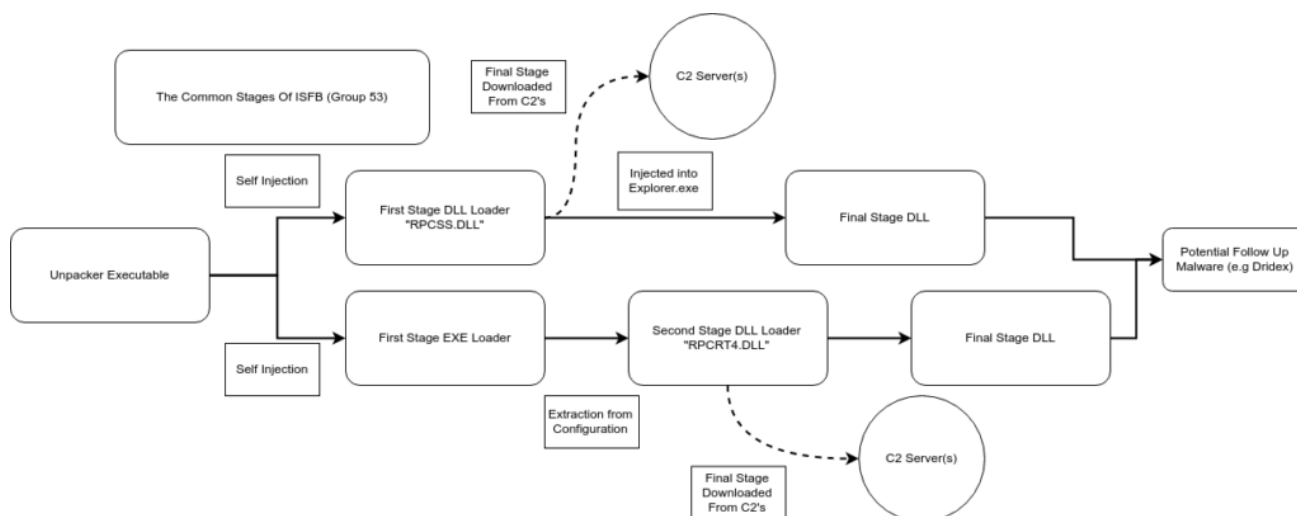 The Common Stages Of ISFB (Group 53)
Final Stage
Downloaded
From C2's
C2 Server(s)
Self Injection
Injected into
Explorer.exe
First Stage DLL Loader
"RPCSS.DLL"
Final Stage DLL
Unpacker Executable
Potential Follow Up
Malware (e.g Dridex)
First Stage EXE Loader
Second Stage DLL Loader
"RPCRT4.DLL"
Final Stage DLL
Self Injection
Extraction from
Configuration
C2 Server(s)
Final Stage
Downloaded
From C2's